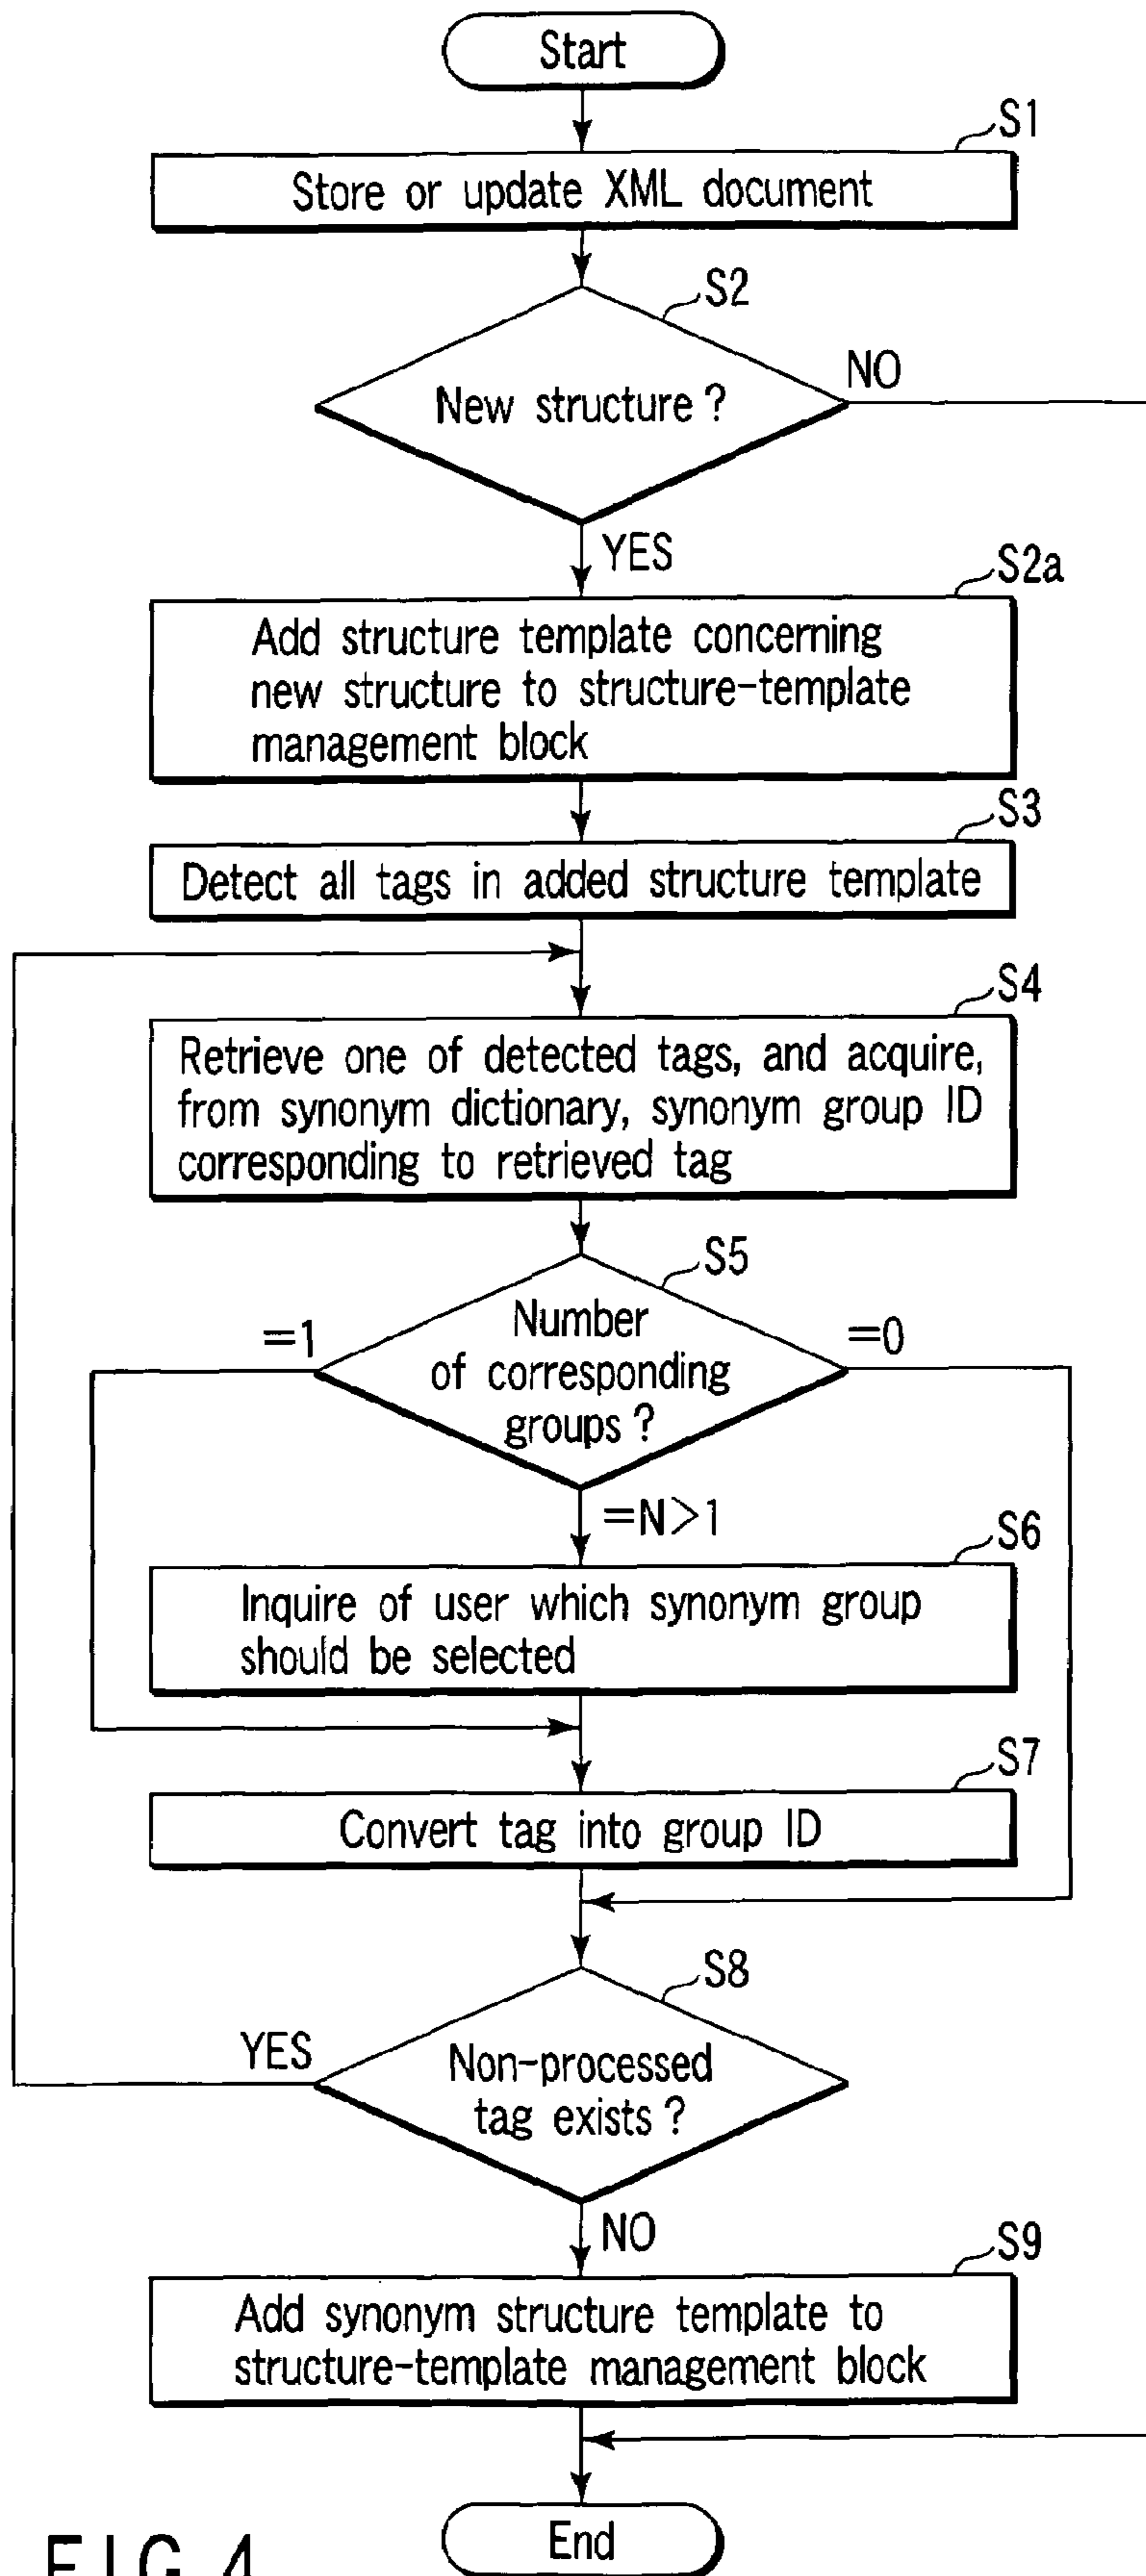 Start
S1
Store or update XML document
S2
New structure ?
NO
YES
S2a
Add structure template concerning
new structure to structure-template
management block
S3
Detect all tags in added structure template
S4
Retrieve one of detected tags, and acquire,
from synonym dictionary, synonym group ID
corresponding to retrieved tag
S5
Number
of corresponding
groups ?
=1
=0
=N>1
S6
Inquire of user which synonym group
should be selected
S7
Convert tag into group ID
S8
Non-processed
tag exists ?
YES
NO
S9
Add synonym structure template to
structure-template management block
End
FIG. 4